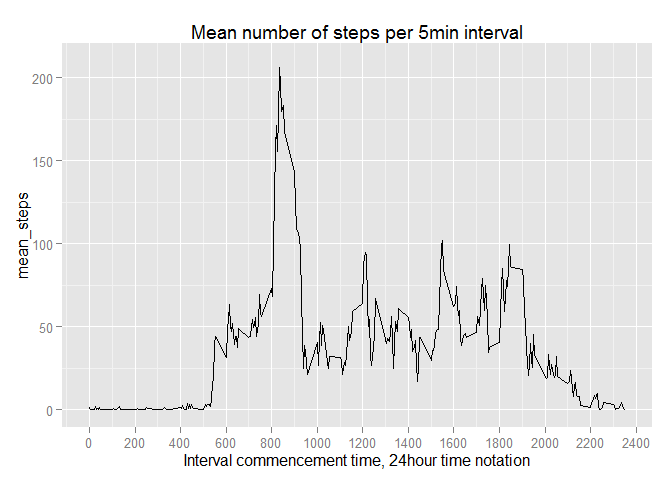 Mean number of steps per 5min interval
200
150
100
50
0
mean_steps
0 200 400 600 800 1000 1200 1400 1600 1800 2000 2200 2400
Interval commencement time, 24hour time notation